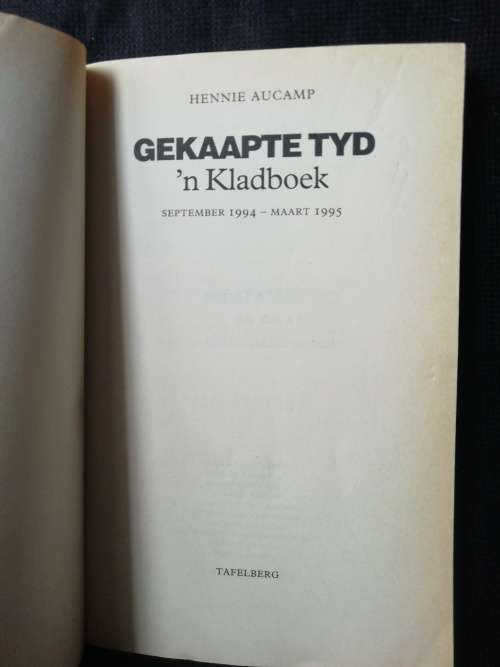 HENNIE AUCAMP
GEKAAPTE TYD
'n Kladboek
SEPTEMBER 1994 – MAART 1995
TAFELBERG